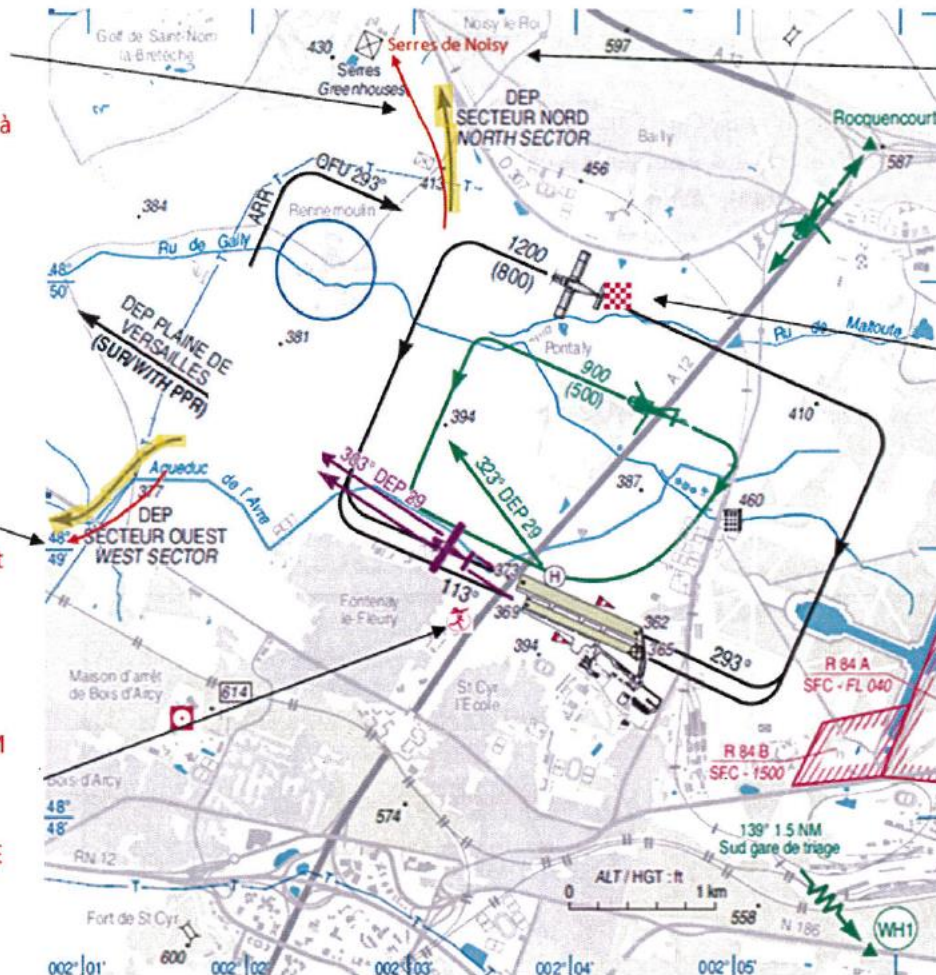 Golf de Saint-Nom
la-Bretèche
430
Serres de Noisy
Serres
Greenhouses
Noisy le Roi
597
A 12
DEP
SECTEUR NORD
NORTH SECTOR
Rocquencourt
587
à
Bailly
456
D 307
413
T
QFU 293°
ARR
Rennemoulin
384
Ru de Gally
1200
(800)
48°
50'
DEP PLAINE DE
VERSAILLES
(SUR/WITH PPR)
381
Ru de Maltoute
Pontaly
A 12
900
(500)
410
394
303° DEP 29
323° DEP 29
387
460
Aqueduc de l'Avre
377
DEP
SECTEUR OUEST
WEST SECTOR
48°
49'
t
373
H
113°
369
Fontenay
le-Fleury
362
365
394
293°
R 84 A
SFC - FL 040
Maison d'arrêt
de Bois d'Arcy
614
St Cyr
l'Ecole
M
R 84 B
SFC - 1500
Bois-d'Arcy
48°
48'
574
139° 1.5 NM
Sud gare de triage
E
RN 12
ALT / HGT : ft
0 1 km
558
N 186
WH1
Fort de St Cyr
600
002° 01'
002° 02'
002° 03'
002° 04'
002° 05'